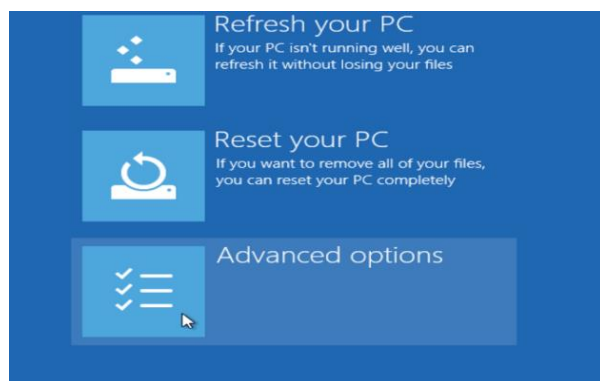 Refresh your PC
If your PC isn't running well, you can
refresh it without losing your files
Reset your PC
If you want to remove all of your files,
you can reset your PC completely
Advanced options